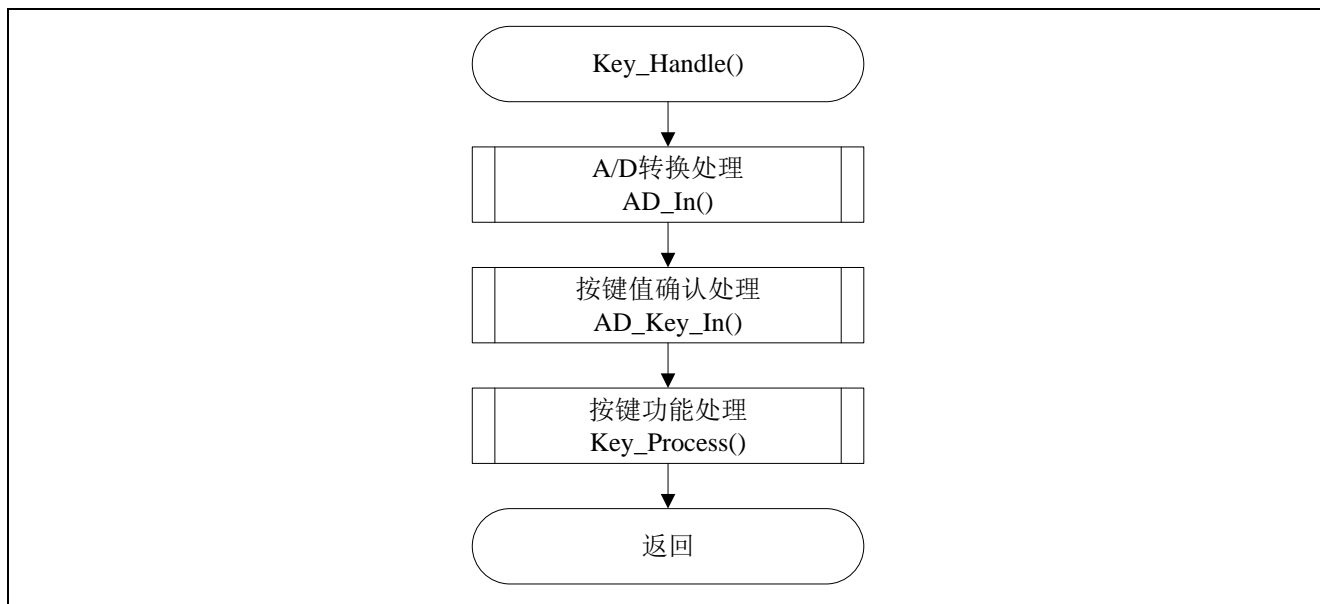 Key_Handle()
A/D转换处理
AD_In()
按键值确认处理
AD_Key_In()
按键功能处理
Key_Process()
返回